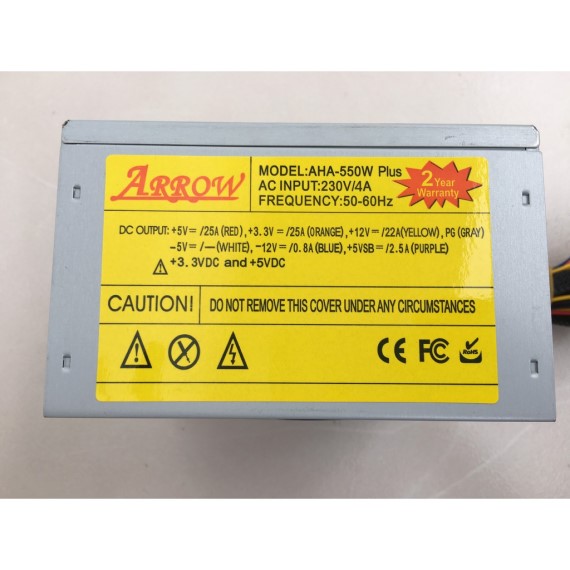 ARROW
MODEL:AHA-550W Plus
AC INPUT:230V/4A
FREQUENCY:50-60Hz
2 Year
Warranty
DC OUTPUT: +5V⎓/25A (RED), +3.3V⎓/25A (ORANGE), +12V⎓/22A(YELLOW), PG (GRAY)
-5V⎓/—(WHITE), -12V⎓/0.8A(BLUE), +5VSB⎓/2.5A (PURPLE)
+3.3VDC and +5VDC
CAUTION!
DO NOT REMOVE THIS COVER UNDER ANY CIRCUMSTANCES
CE FC